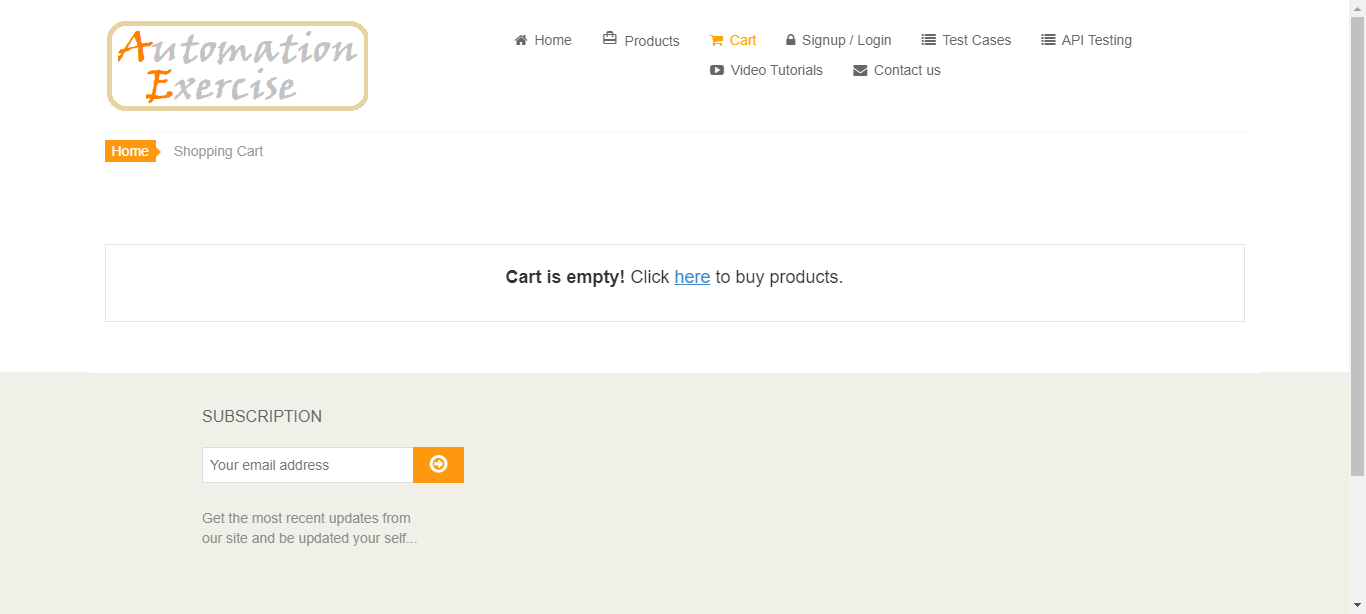 Automation
Exercise
Home Products Cart Signup / Login Test Cases API Testing
Video Tutorials Contact us
Home Shopping Cart
Cart is empty! Click here to buy products.
SUBSCRIPTION
Your email address
Get the most recent updates from
our site and be updated your self...